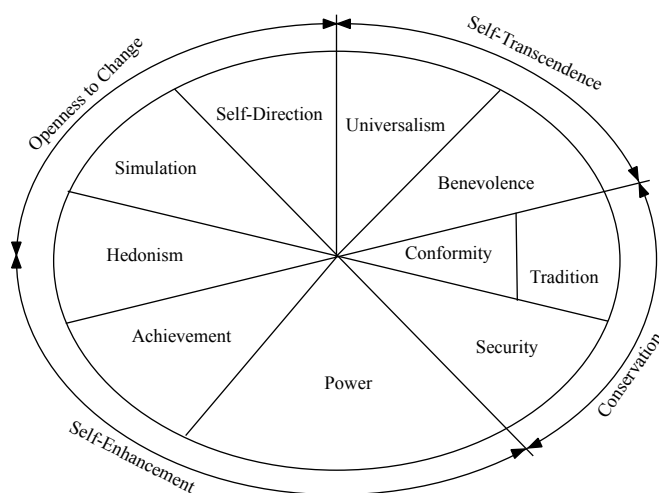 Openness to Change
Self-Transcendence
Self-Direction
Universalism
Simulation
Benevolence
Hedonism
Conformity
Tradition
Achievement
Security
Power
Self-Enhancement
Conservation